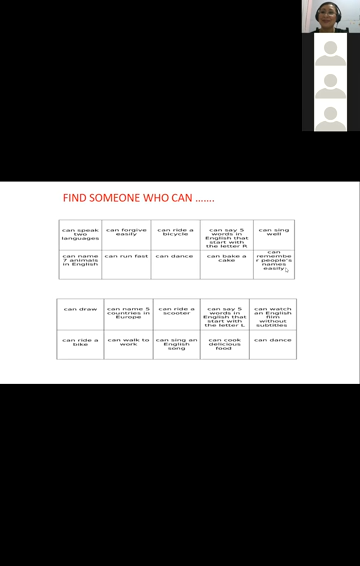 FIND SOMEONE WHO CAN .......
can speak
two
languages
can forgive
easily
can ride a
bicycle
can say 5
words in
English that
start with
the letter R
can sing
well
can name
7 animals
in English
can run fast
can dance
can bake a
cake
can
remembe
r people's
names
easily
can draw
can name 5
countries in
Europe
can ride a
scooter
can say 5
words in
English that
start with
the letter L
can watch
an English
film
without
subtitles
can ride a
bike
can walk to
work
can sing an
English
song
can cook
delicious
food
can dance